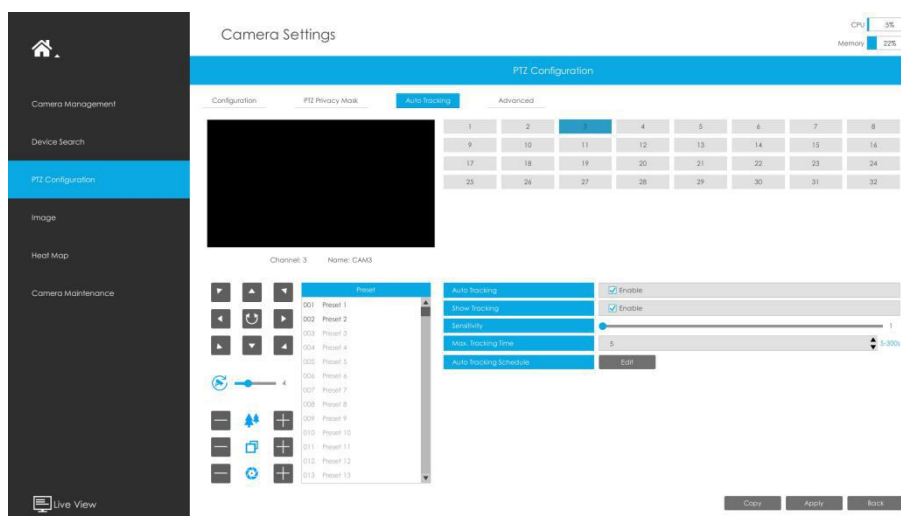 Camera Settings
CPU 5%
Memory 22%
PTZ Configuration
Camera Management
Device Search
PTZ Configuration
Image
Heat Map
Camera Maintenance
Live View
Configuration PTZ Privacy Mask Auto Tracking Advanced
1 2 3 4 5 6 7 8
9 10 11 12 13 14 15 16
17 18 19 20 21 22 23 24
25 26 27 28 29 30 31 32
Channel: 3 Name: CAM3
4
Preset
001 Preset 1
002 Preset 2
003 Preset 3
004 Preset 4
005 Preset 5
006 Preset 6
007 Preset 7
008 Preset 8
009 Preset 9
010 Preset 10
011 Preset 11
012 Preset 12
013 Preset 13
Auto Tracking Enable
Show Tracking Enable
Sensitivity 1
Max. Tracking Time 5 5-300s
Auto Tracking Schedule Edit
Copy Apply Back